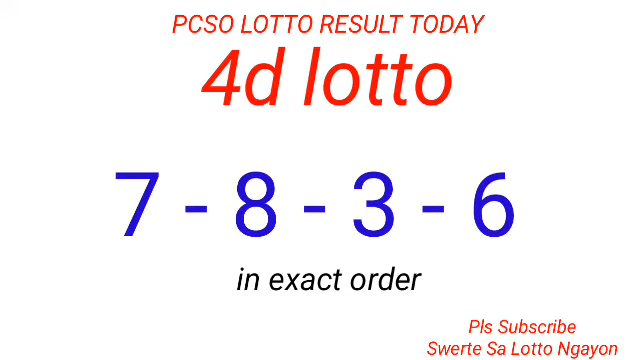 PCSO LOTTO RESULT TODAY
4d lotto
7 - 8 - 3 - 6
in exact order
Pls Subscribe
Swerte Sa Lotto Ngayon